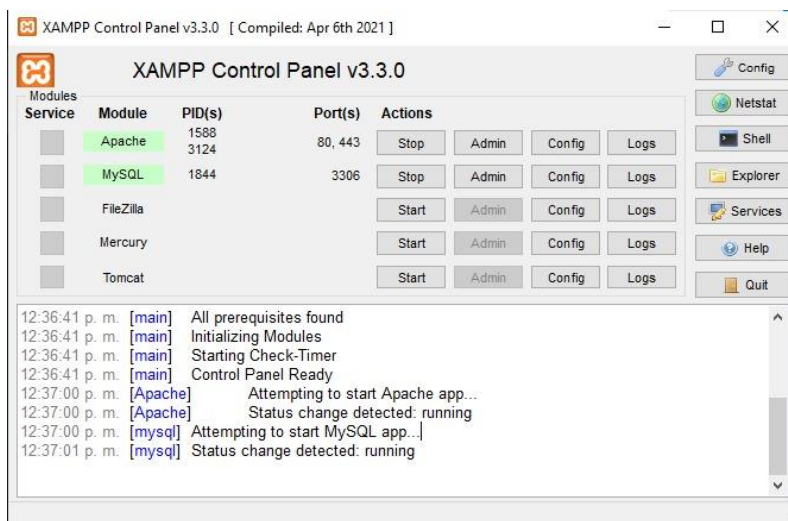 XAMPP Control Panel v3.3.0 [ Compiled: Apr 6th 2021 ]
XAMPP Control Panel v3.3.0
Config
Modules
Service Module PID(s) Port(s) Actions
Netstat
Apache 1588 3124 80, 443 Stop Admin Config Logs
Shell
MySQL 1844 3306 Stop Admin Config Logs
Explorer
FileZilla Start Admin Config Logs
Services
Mercury Start Admin Config Logs
Help
Tomcat Start Admin Config Logs
Quit
12:36:41 p. m. [main] All prerequisites found
12:36:41 p. m. [main] Initializing Modules
12:36:41 p. m. [main] Starting Check-Timer
12:36:41 p. m. [main] Control Panel Ready
12:37:00 p. m. [Apache] Attempting to start Apache app...
12:37:00 p. m. [Apache] Status change detected: running
12:37:00 p. m. [mysql] Attempting to start MySQL app...
12:37:01 p. m. [mysql] Status change detected: running